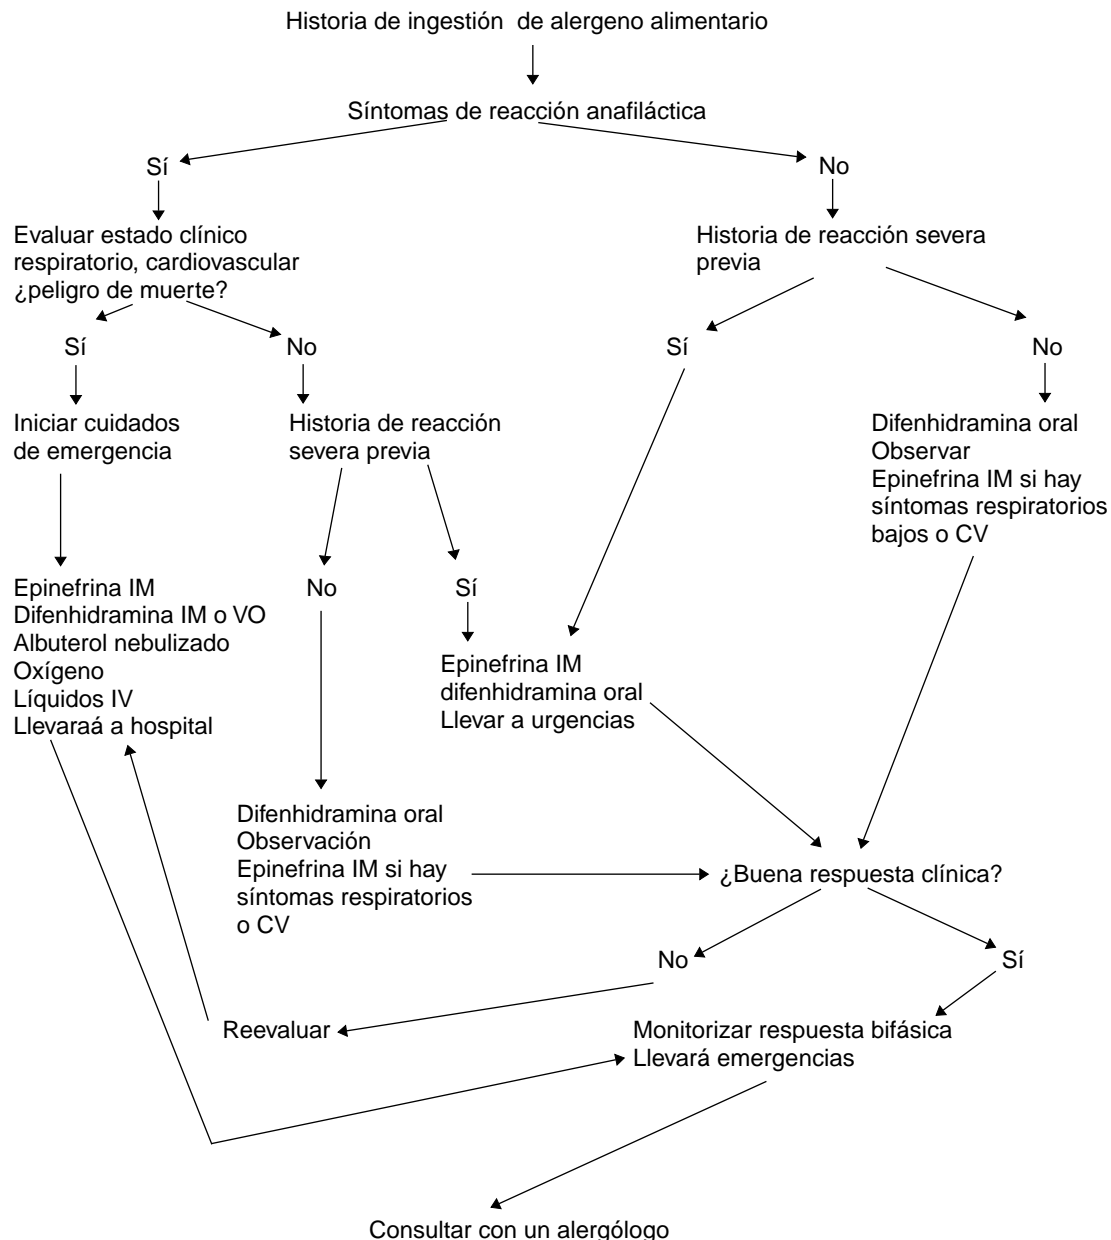 Historia de ingestión de alergeno alimentario
Síntomas de reacción anafiláctica
Sí
No
Evaluar estado clínico
respiratorio, cardiovascular
¿peligro de muerte?
Historia de reacción severa
previa
Sí
No
Sí
No
Iniciar cuidados
de emergencia
Historia de reacción
severa previa
Difenhidramina oral
Observar
Epinefrina IM si hay
síntomas respiratorios
bajos o CV
Epinefrina IM
Difenhidramina IM o VO
Albuterol nebulizado
Oxígeno
Líquidos IV
Llevaraá a hospital
No
Sí
Epinefrina IM
difenhidramina oral
Llevar a urgencias
Difenhidramina oral
Observación
Epinefrina IM si hay
síntomas respiratorios
o CV
¿Buena respuesta clínica?
No
Sí
Reevaluar
Monitorizar respuesta bifásica
Llevará emergencias
Consultar con un alergólogo